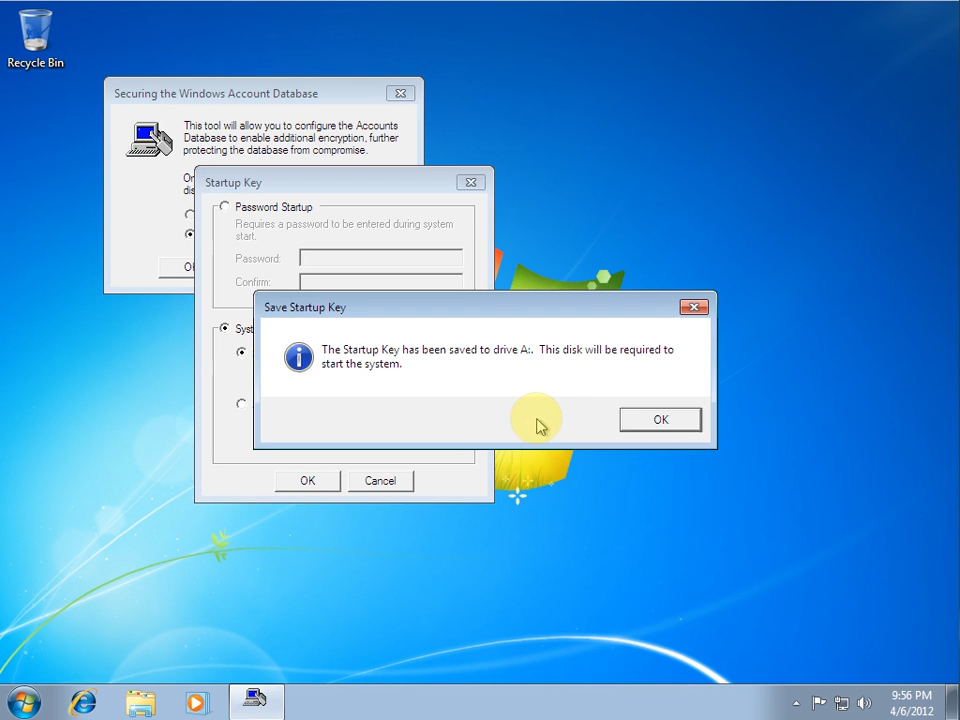 Recycle Bin
Securing the Windows Account Database
This tool will allow you to configure the Accounts
Database to enable additional encryption, further
protecting the database from compromise.
Startup Key
Password Startup
Requires a password to be entered during system
start.
Password:
Confirm:
Save Startup Key
The Startup Key has been saved to drive A:.  This disk will be required to
start the system.
OK
OK
Cancel
9:56 PM
4/6/2012